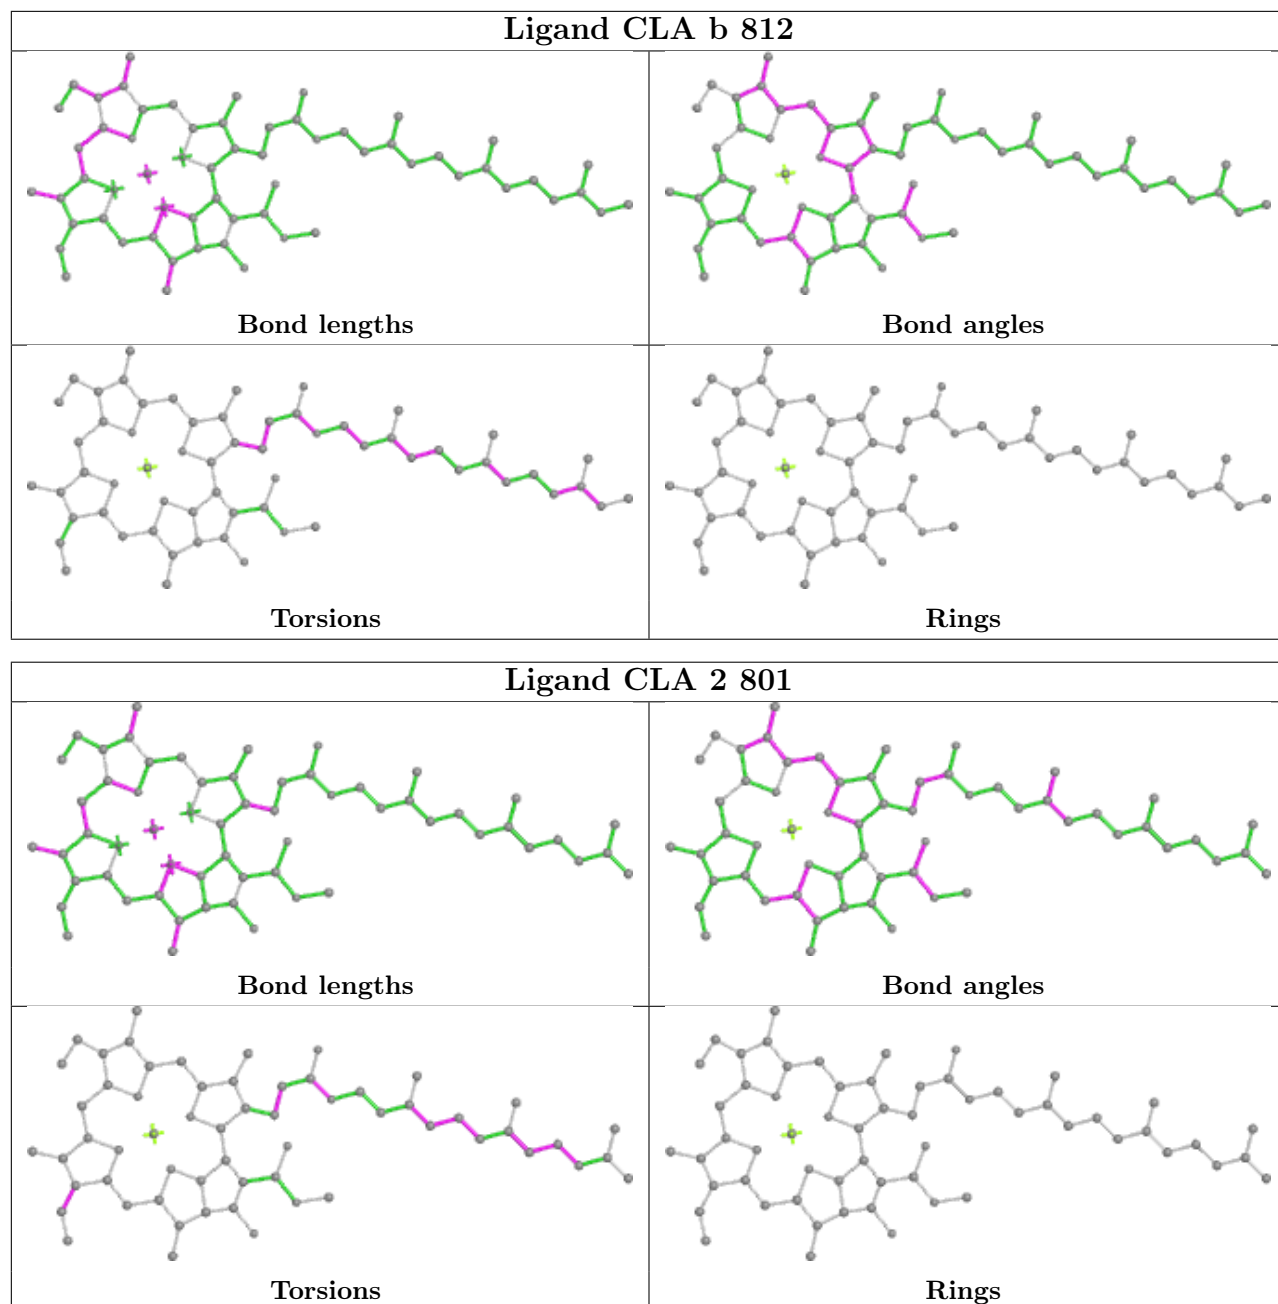 Ligand CLA b 812
Bond lengths
Bond angles
Torsions
Rings
Ligand CLA 2 801
Bond lengths
Bond angles
Torsions
Rings